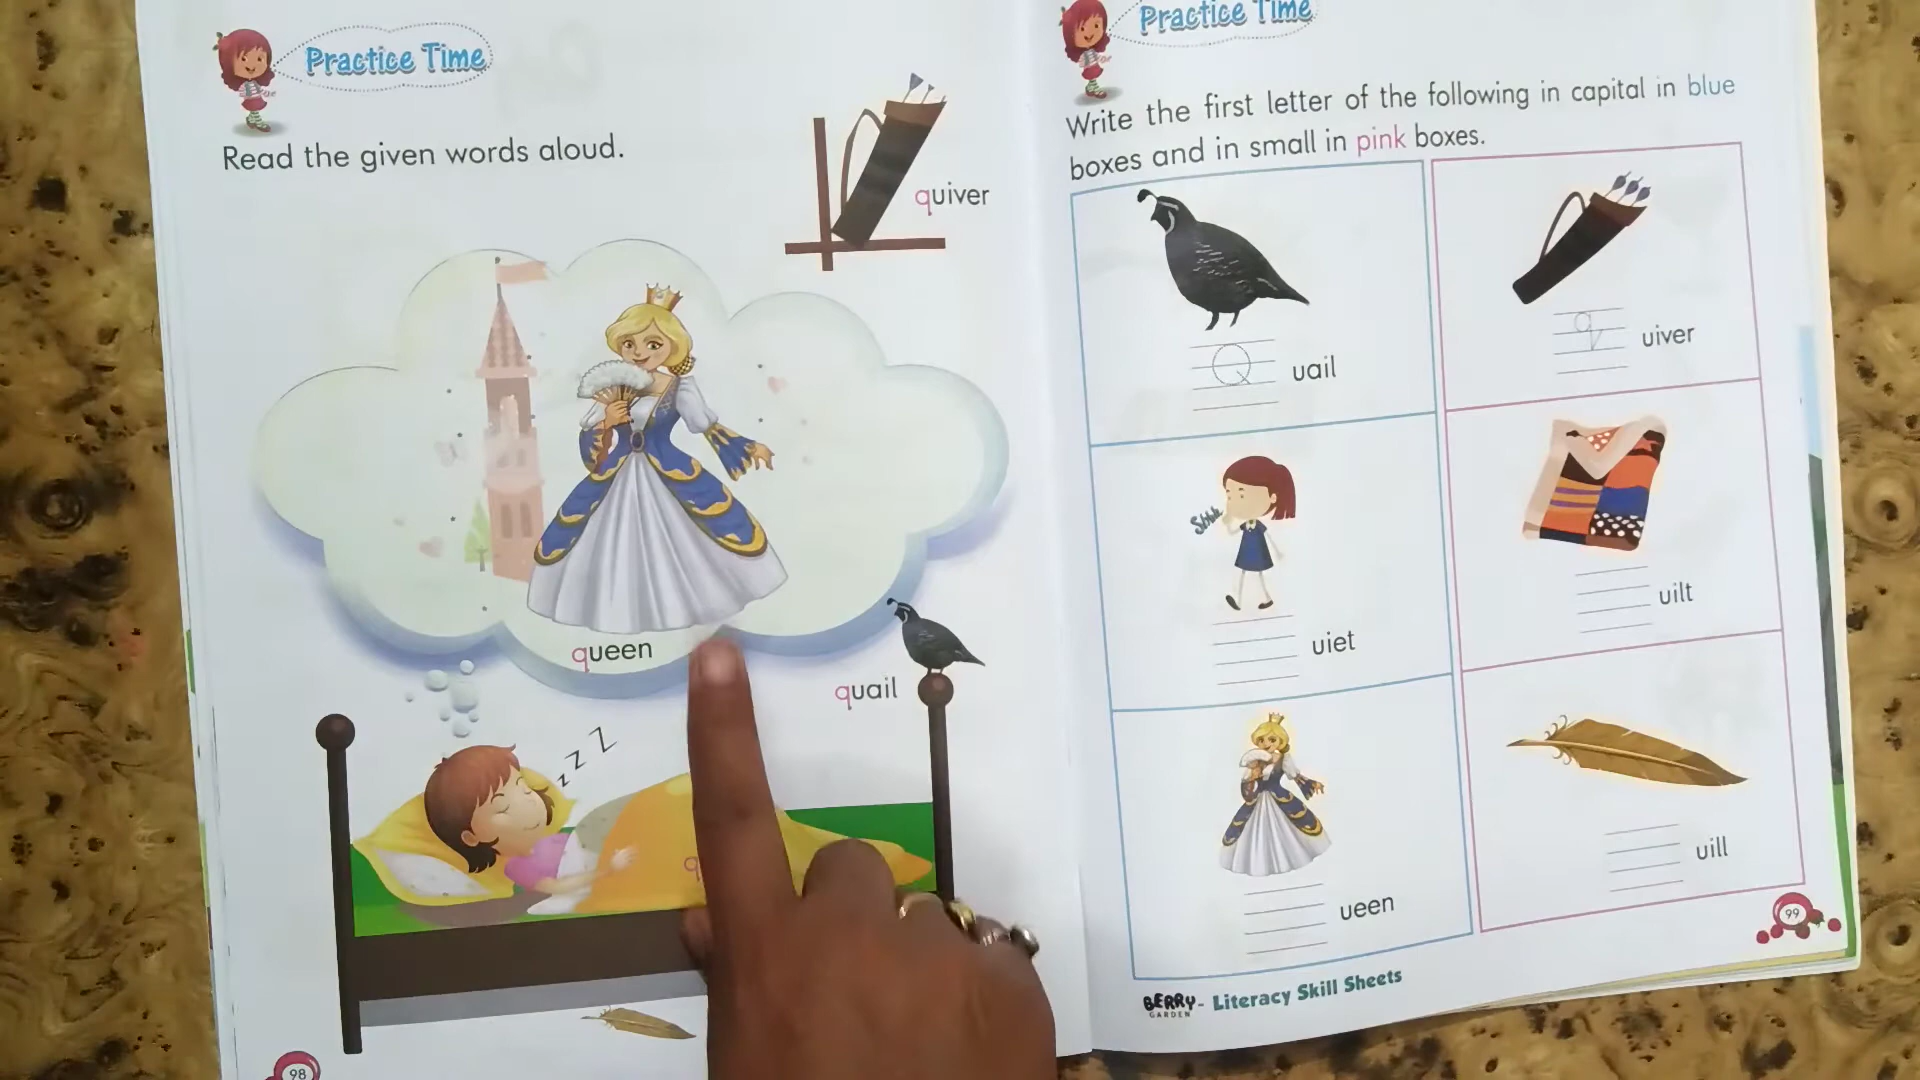 Practice Time
Read the given words aloud.
quiver
queen
quail
z z Z
q
98
Practice Time
Write the first letter of the following in capital in blue
boxes and in small in pink boxes.
Q uail
q uiver
Shhh
uiet
uilt
ueen
uill
99
BERRY GARDEN - Literacy Skill Sheets